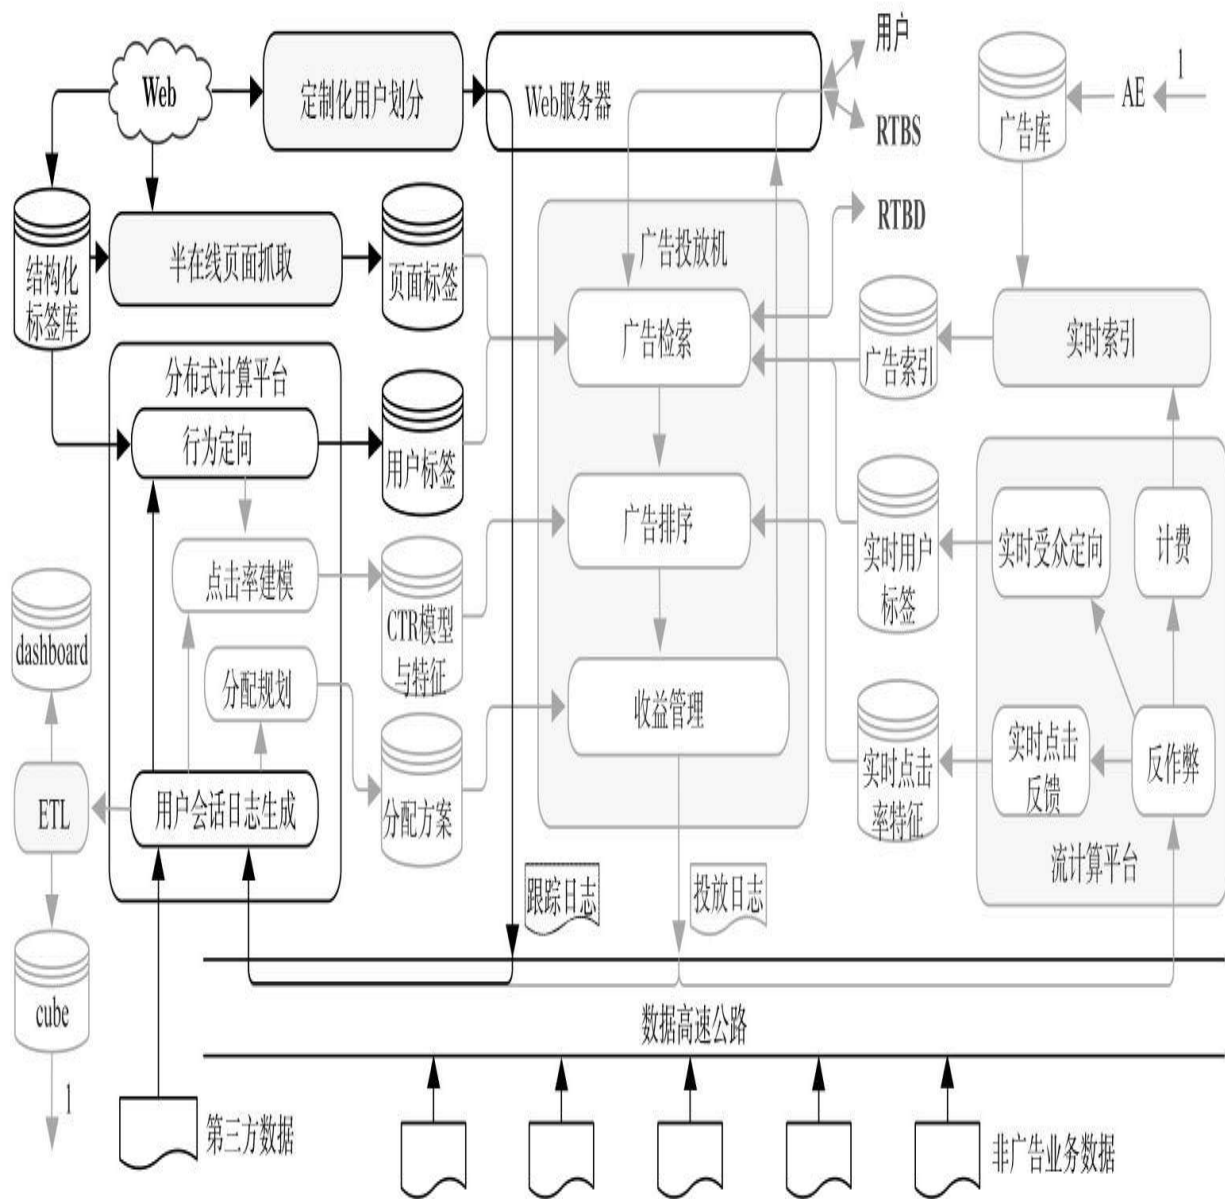 Web
定制化用户划分
Web服务器
用户
RTBS
RTBD
广告库
AE
1
结构化
标签库
半在线页面抓取
页面标签
广告投放机
广告检索
广告索引
实时索引
分布式计算平台
行为定向
用户标签
广告排序
实时用户
标签
实时受众定向
计费
点击率建模
CTR模型
与特征
dashboard
分配规划
收益管理
实时点击
率特征
实时点击
反馈
反作弊
ETL
用户会话日志生成
分配方案
流计算平台
跟踪日志
投放日志
cube
数据高速公路
1
第三方数据
非广告业务数据